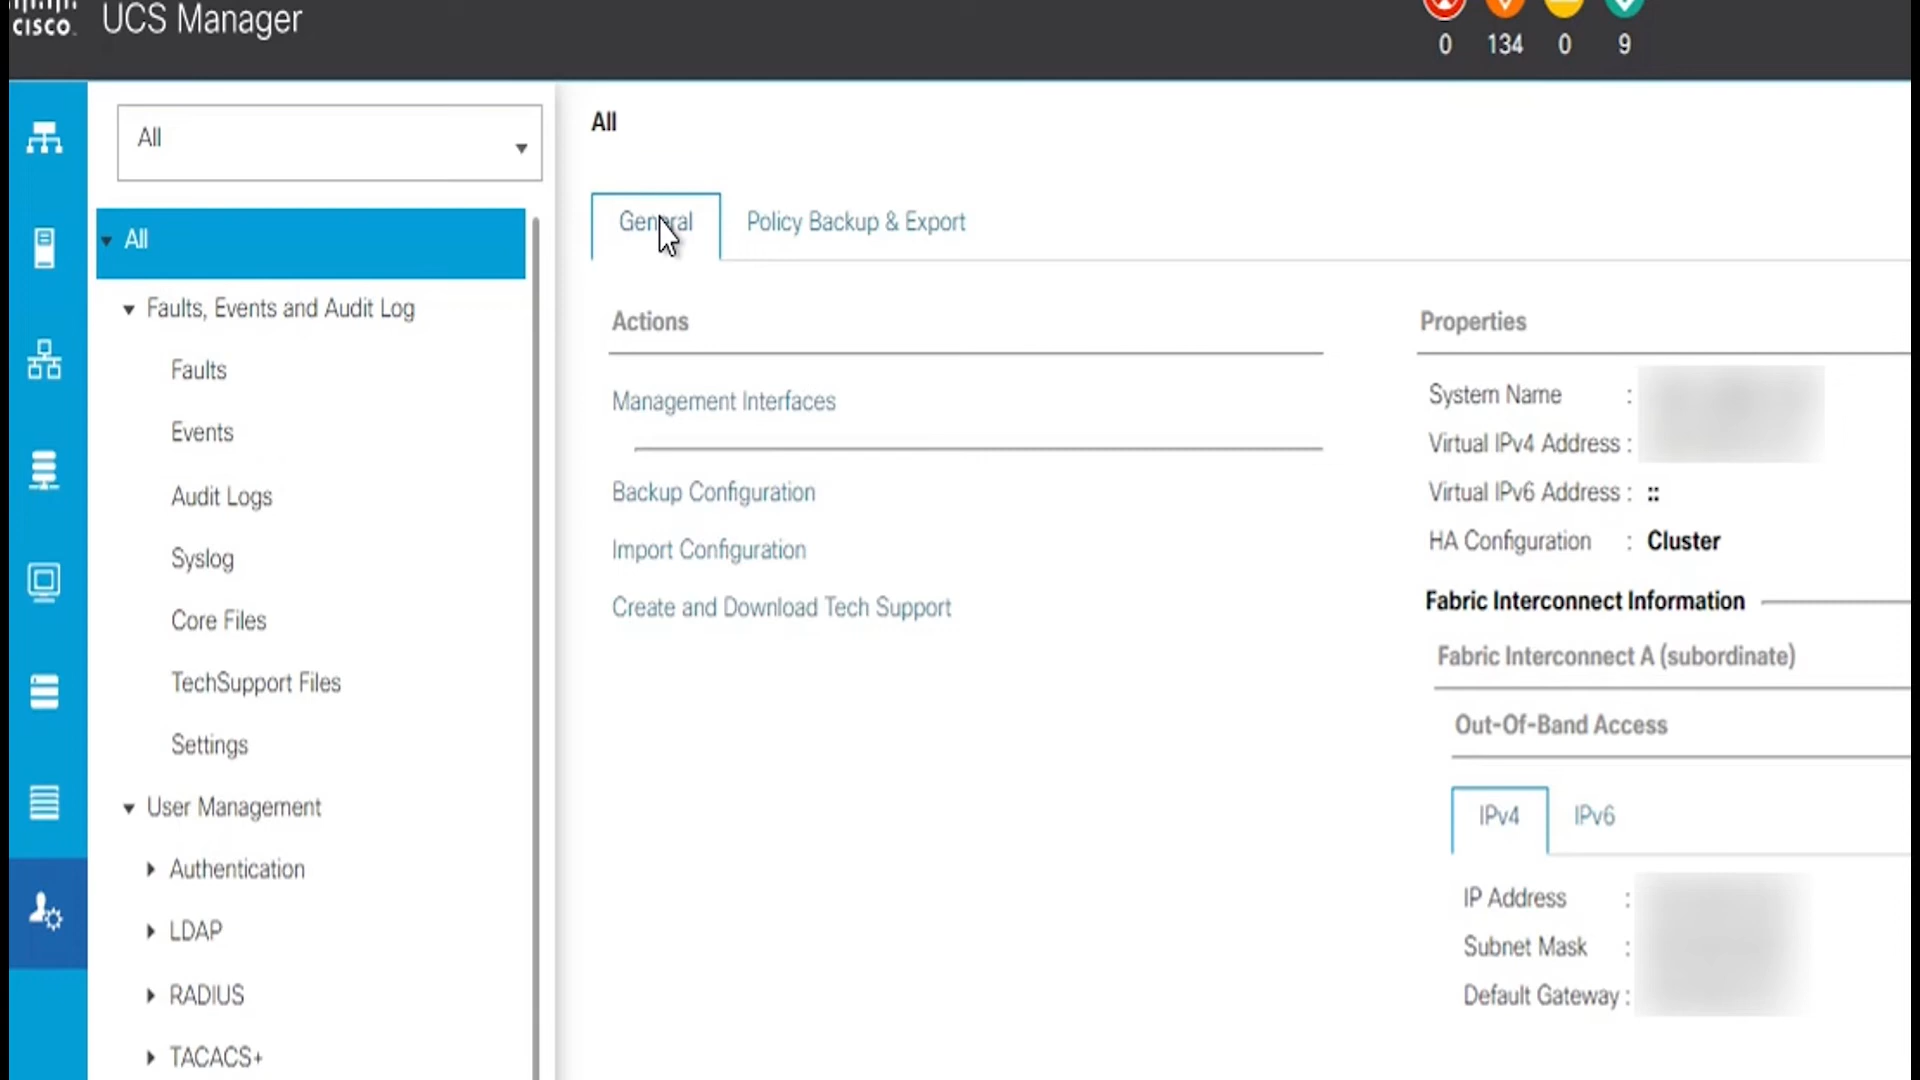 CISCO.
UCS Manager
0
134
0
9
All
All
Faults, Events and Audit Log
Faults
Events
Audit Logs
Syslog
Core Files
TechSupport Files
Settings
User Management
Authentication
LDAP
RADIUS
TACACS+
All
General
Policy Backup & Export
Actions
Management Interfaces
Backup Configuration
Import Configuration
Create and Download Tech Support
Properties
System Name :
Virtual IPv4 Address :
Virtual IPv6 Address : ::
HA Configuration : Cluster
Fabric Interconnect Information
Fabric Interconnect A (subordinate)
Out-Of-Band Access
IPv4
IPv6
IP Address :
Subnet Mask :
Default Gateway :